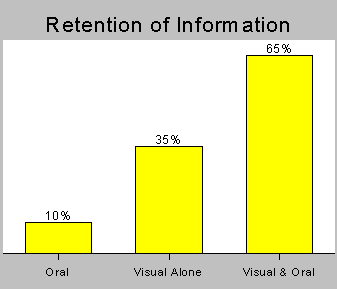 Retention of Information
65%
35%
10%
Oral
Visual Alone
Visual & Oral